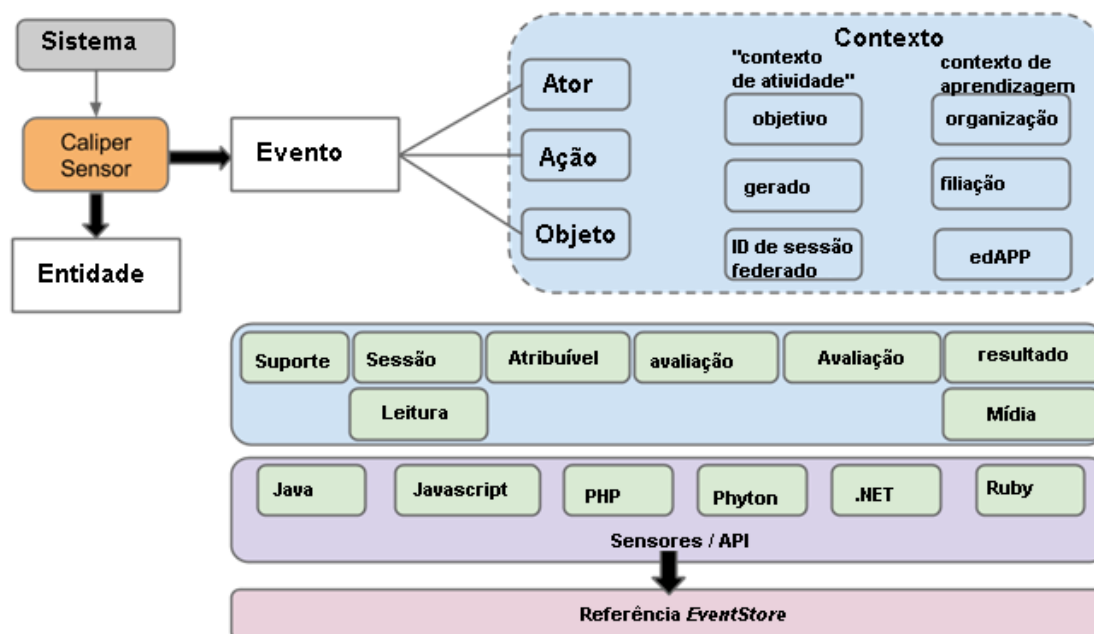 Sistema
Caliper
Sensor
Entidade
Evento
Contexto
Ator
Ação
Objeto
"contexto
de atividade"
objetivo
gerado
ID de sessão
federado
contexto de
aprendizagem
organização
filiação
edAPP
Suporte
Sessão
Atribuível
avaliação
Avaliação
resultado
Leitura
Mídia
Java
Javascript
PHP
Phyton
.NET
Ruby
Sensores / API
Referência EventStore